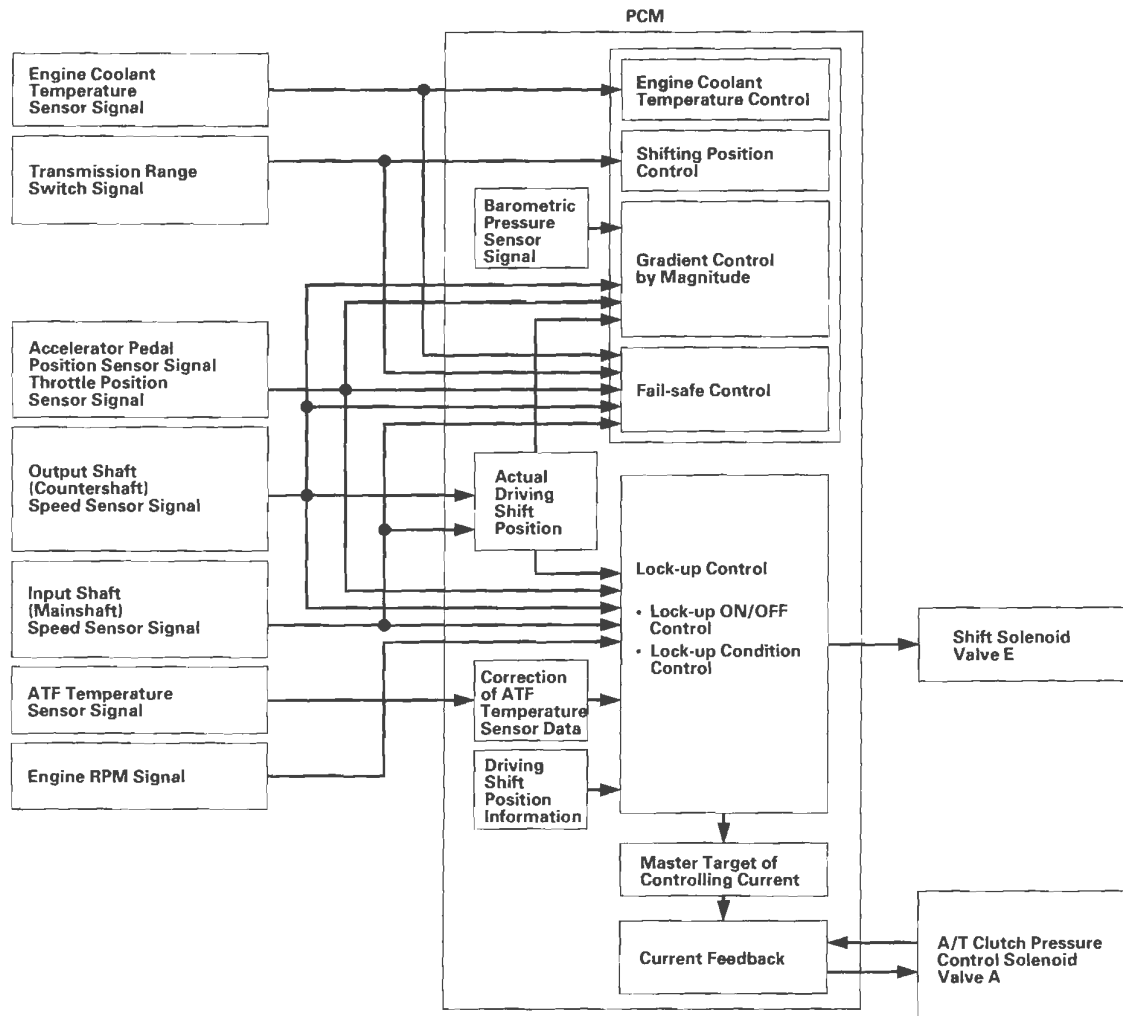 PCM
Engine Coolant
Temperature
Sensor Signal
Transmission Range
Switch Signal
Accelerator Pedal
Position Sensor Signal
Throttle Position
Sensor Signal
Output Shaft
(Countershaft)
Speed Sensor Signal
Input Shaft
(Mainshaft)
Speed Sensor Signal
ATF Temperature
Sensor Signal
Engine RPM Signal
Barometric
Pressure
Sensor
Signal
Actual
Driving
Shift
Position
Correction
of ATF
Temperature
Sensor Data
Driving
Shift
Position
Information
Engine Coolant
Temperature Control
Shifting Position
Control
Gradient Control
by Magnitude
Fail-safe Control
Lock-up Control
• Lock-up ON/OFF
Control
• Lock-up Condition
Control
Master Target of
Controlling Current
Current Feedback
Shift Solenoid
Valve E
A/T Clutch Pressure
Control Solenoid
Valve A